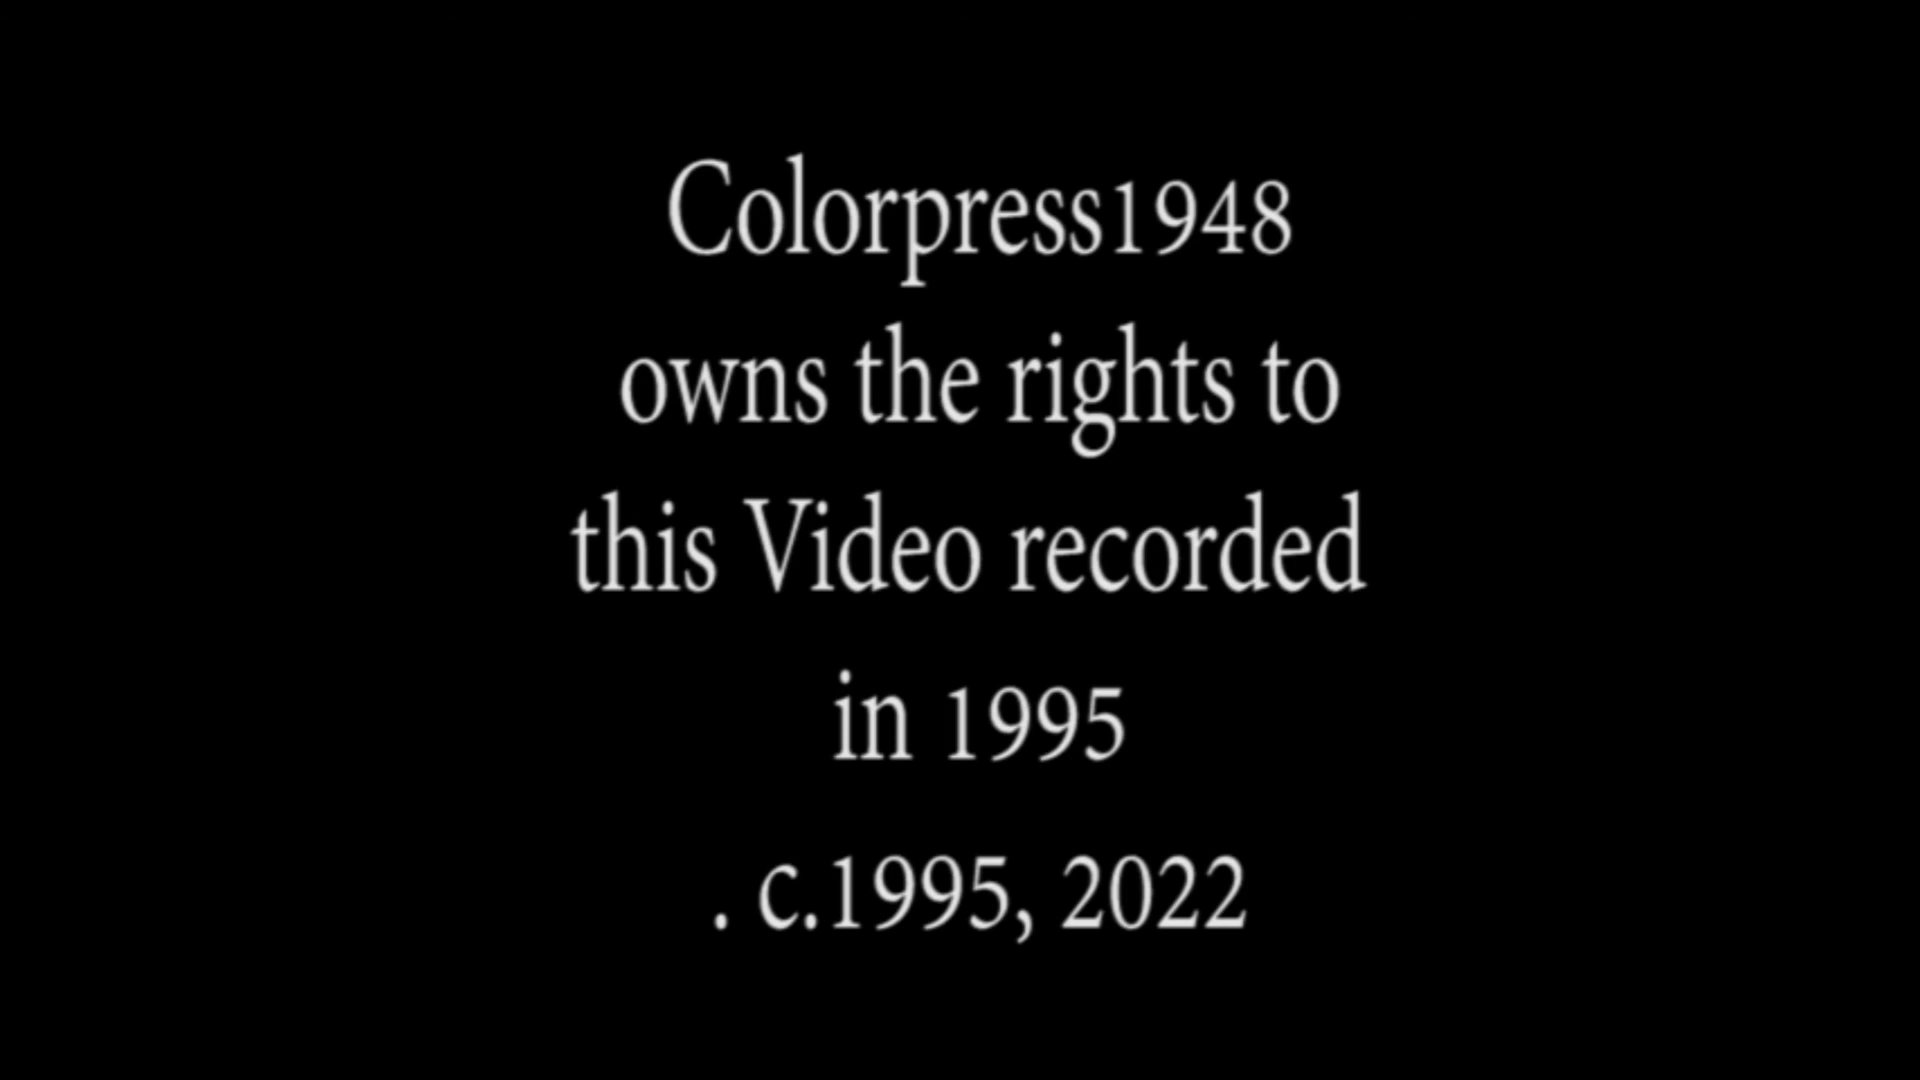 Colorpress1948
owns the rights to
this Video recorded
in 1995
. c.1995, 2022